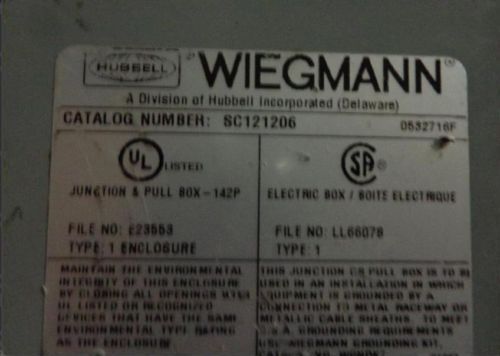 HUBBELL
WIEGMANN
A Division of Hubbell Incorporated (Delaware)
CATALOG NUMBER: SC121206
0532716F
UL LISTED
JUNCTION & PULL BOX-142P
FILE NO: E23553
TYPE: 1 ENCLOSURE
MAINTAIN THE ENVIRONMENTAL
INTEGRITY OF THIS ENCLOSURE
BY CLOSING ALL OPENINGS WITH
UL LISTED OR RECOGNIZED
DEVICES THAT HAVE THE SAME
ENVIRONMENTAL TYPE RATING
AS THE ENCLOSURE.
SA
ELECTRIC BOX / BOITE ELECTRIQUE
FILE NO: LL66078
TYPE: 1
THIS JUNCTION OR PULL BOX IS TO BE
USED IN AN INSTALLATION IN WHICH
EQUIPMENT IS GROUNDED BY A
CONNECTION TO METAL RACEWAY OR
METALLIC CABLE SHEATHS. TO MEET
GROUNDING REQUIREMENTS
USE WIEGMANN GROUNDING KIT,
CATALOG NO.